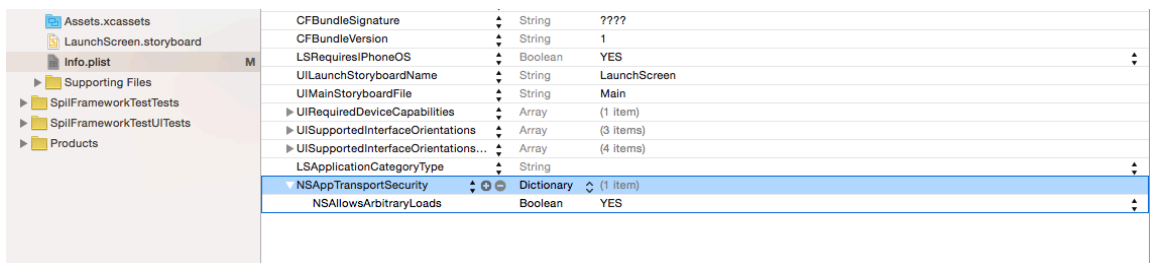 Assets.xcassets
LaunchScreen.storyboard
Info.plist M
Supporting Files
SpilFrameworkTestTests
SpilFrameworkTestUITests
Products
CFBundleSignature String ????
CFBundleVersion String 1
LSRequiresIPhoneOS Boolean YES
UILaunchStoryboardName String LaunchScreen
UIMainStoryboardFile String Main
UIRequiredDeviceCapabilities Array (1 item)
UISupportedInterfaceOrientations Array (3 items)
UISupportedInterfaceOrientations... Array (4 items)
LSApplicationCategoryType String
NSAppTransportSecurity Dictionary (1 item)
NSAllowsArbitraryLoads Boolean YES